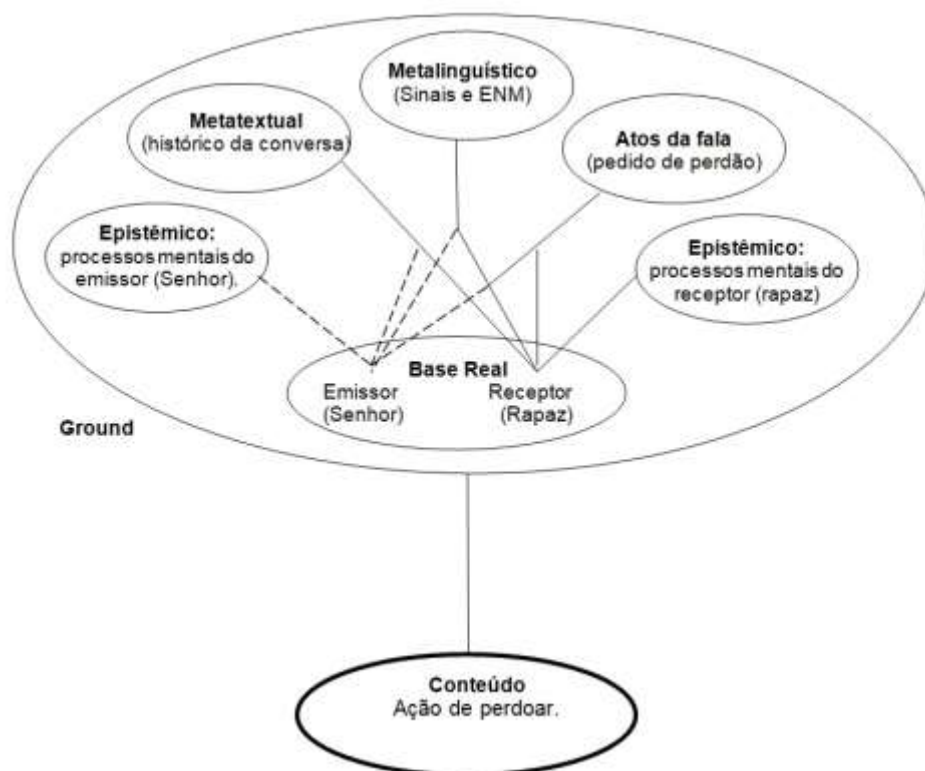 Metalinguístico
(Sinais e ENM)
Metatextual
(histórico da conversa)
Atos da fala
(pedido de perdão)
Epistêmico:
processos mentais do
emissor (Senhor).
Epistêmico:
processos mentais do
receptor (rapaz)
Base Real
Emissor
(Senhor)
Receptor
(Rapaz)
Ground
Conteúdo
Ação de perdoar.